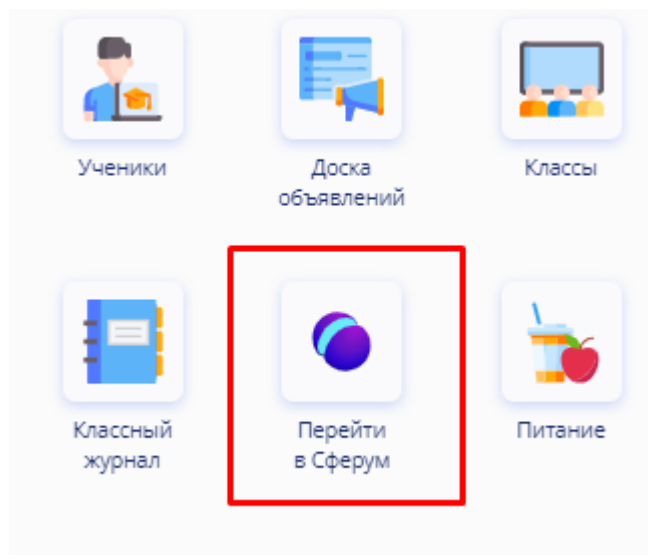 Ученики
Доска
объявлений
Классы
Классный
журнал
Перейти
в Сферум
Питание